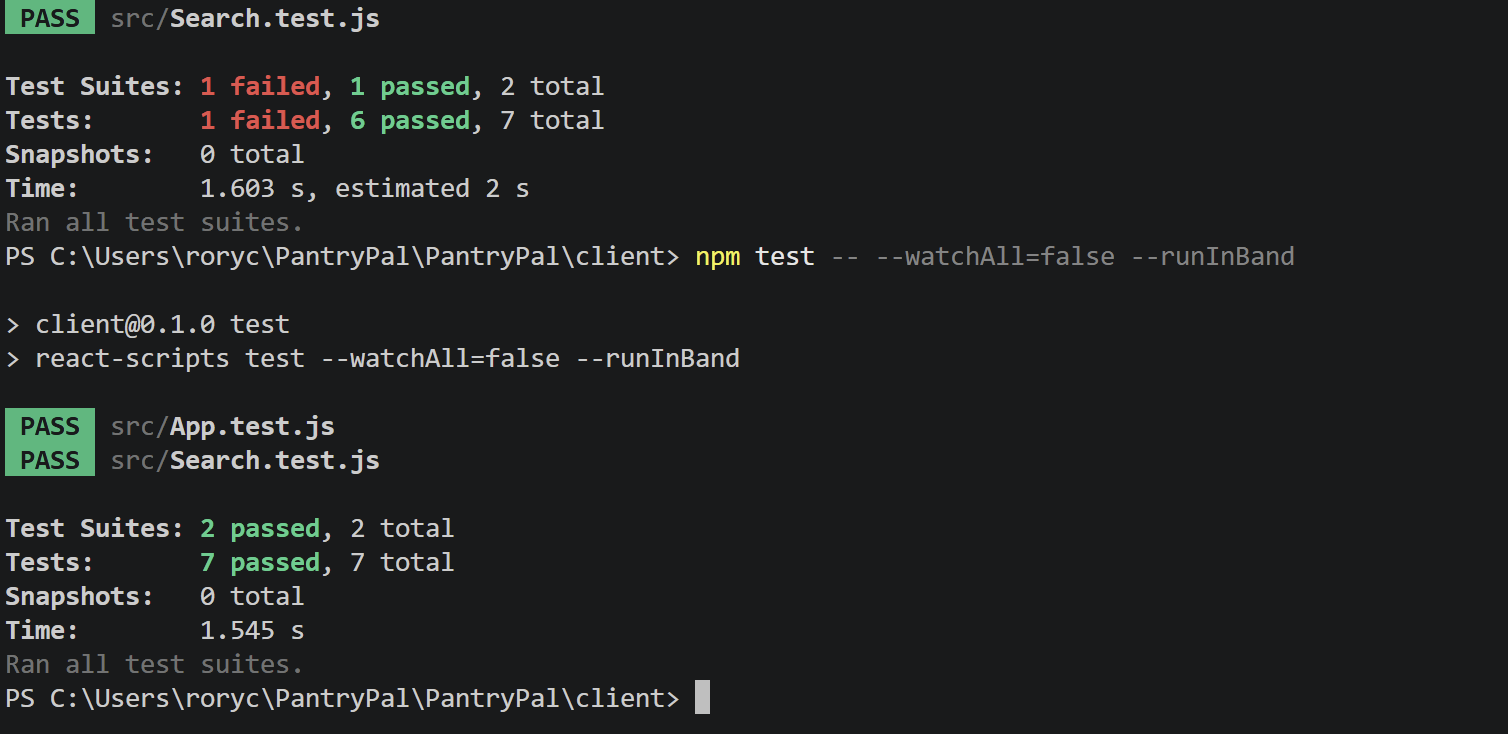 PASS src/Search.test.js
Test Suites: 1 failed, 1 passed, 2 total
Tests:       1 failed, 6 passed, 7 total
Snapshots:   0 total
Time:        1.603 s, estimated 2 s
Ran all test suites.
PS C:\Users\roryc\PantryPal\PantryPal\client> npm test -- --watchAll=false --runInBand
> client@0.1.0 test
> react-scripts test --watchAll=false --runInBand
PASS src/App.test.js
PASS src/Search.test.js
Test Suites: 2 passed, 2 total
Tests:       7 passed, 7 total
Snapshots:   0 total
Time:        1.545 s
Ran all test suites.
PS C:\Users\roryc\PantryPal\PantryPal\client>